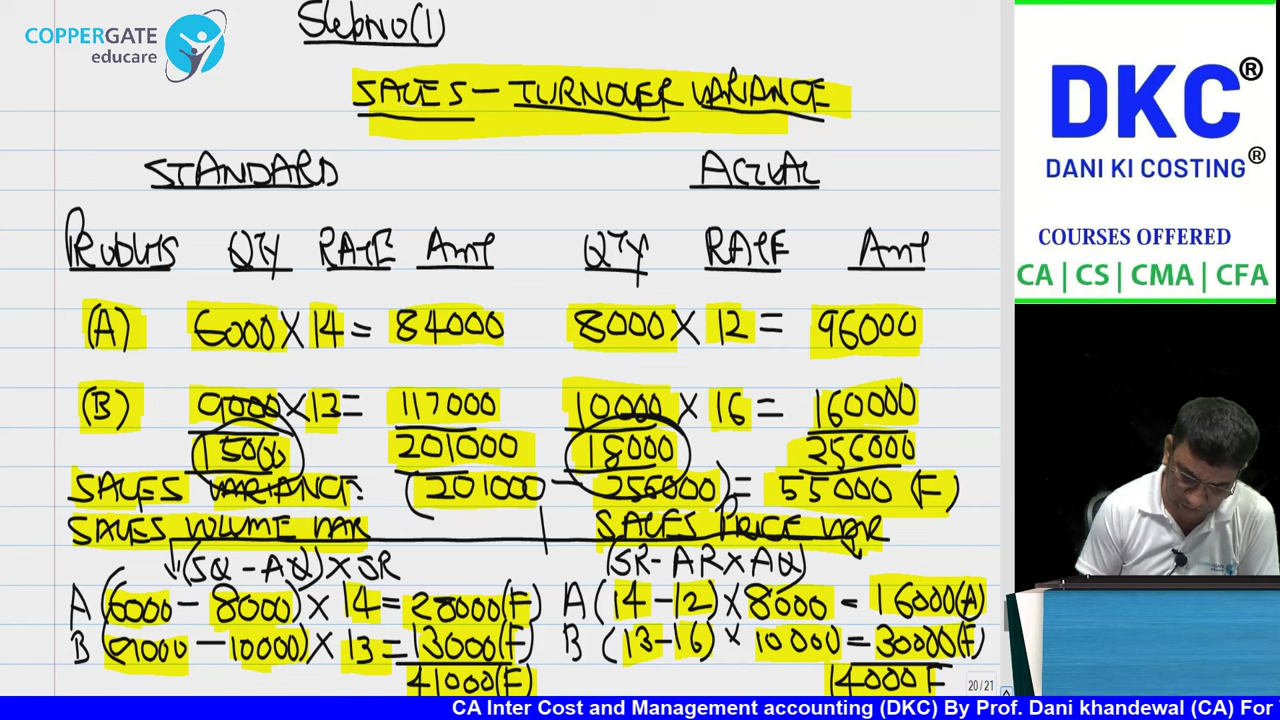 COPPERGATE
educare
StepNo(1)
SALES - TURNOVER VARIANCE
STANDARD ACTUAL
QTY RATE Amt QTY RATE Amt
(A) 6000 X 14 = 84000 8000 X 12 = 96000
(B) 9000 X 13 = 117000 10000 X 16 = 160000
15000 201000 18000 256000
SALES VARIANCE: (201000 - 256000) = 55000 (F)
SALES VOLUME VAR SALES PRICE VAR
(SQ - AQ) X SR (SR - AR X AQ)
A (6000 - 8000) X 14 = 28000(F) A (14 - 12) X 8000 = 16000(A)
B (9000 - 10000) X 13 = 13000(F) B (13 - 16) X 10000 = 30000(F)
41000(F) 14000 F
20 / 21
DKC®
DANI KI COSTING®
COURSES OFFERED
CA | CS | CMA | CFA
CA Inter Cost and Management accounting (DKC) By Prof. Dani khandewal (CA) For